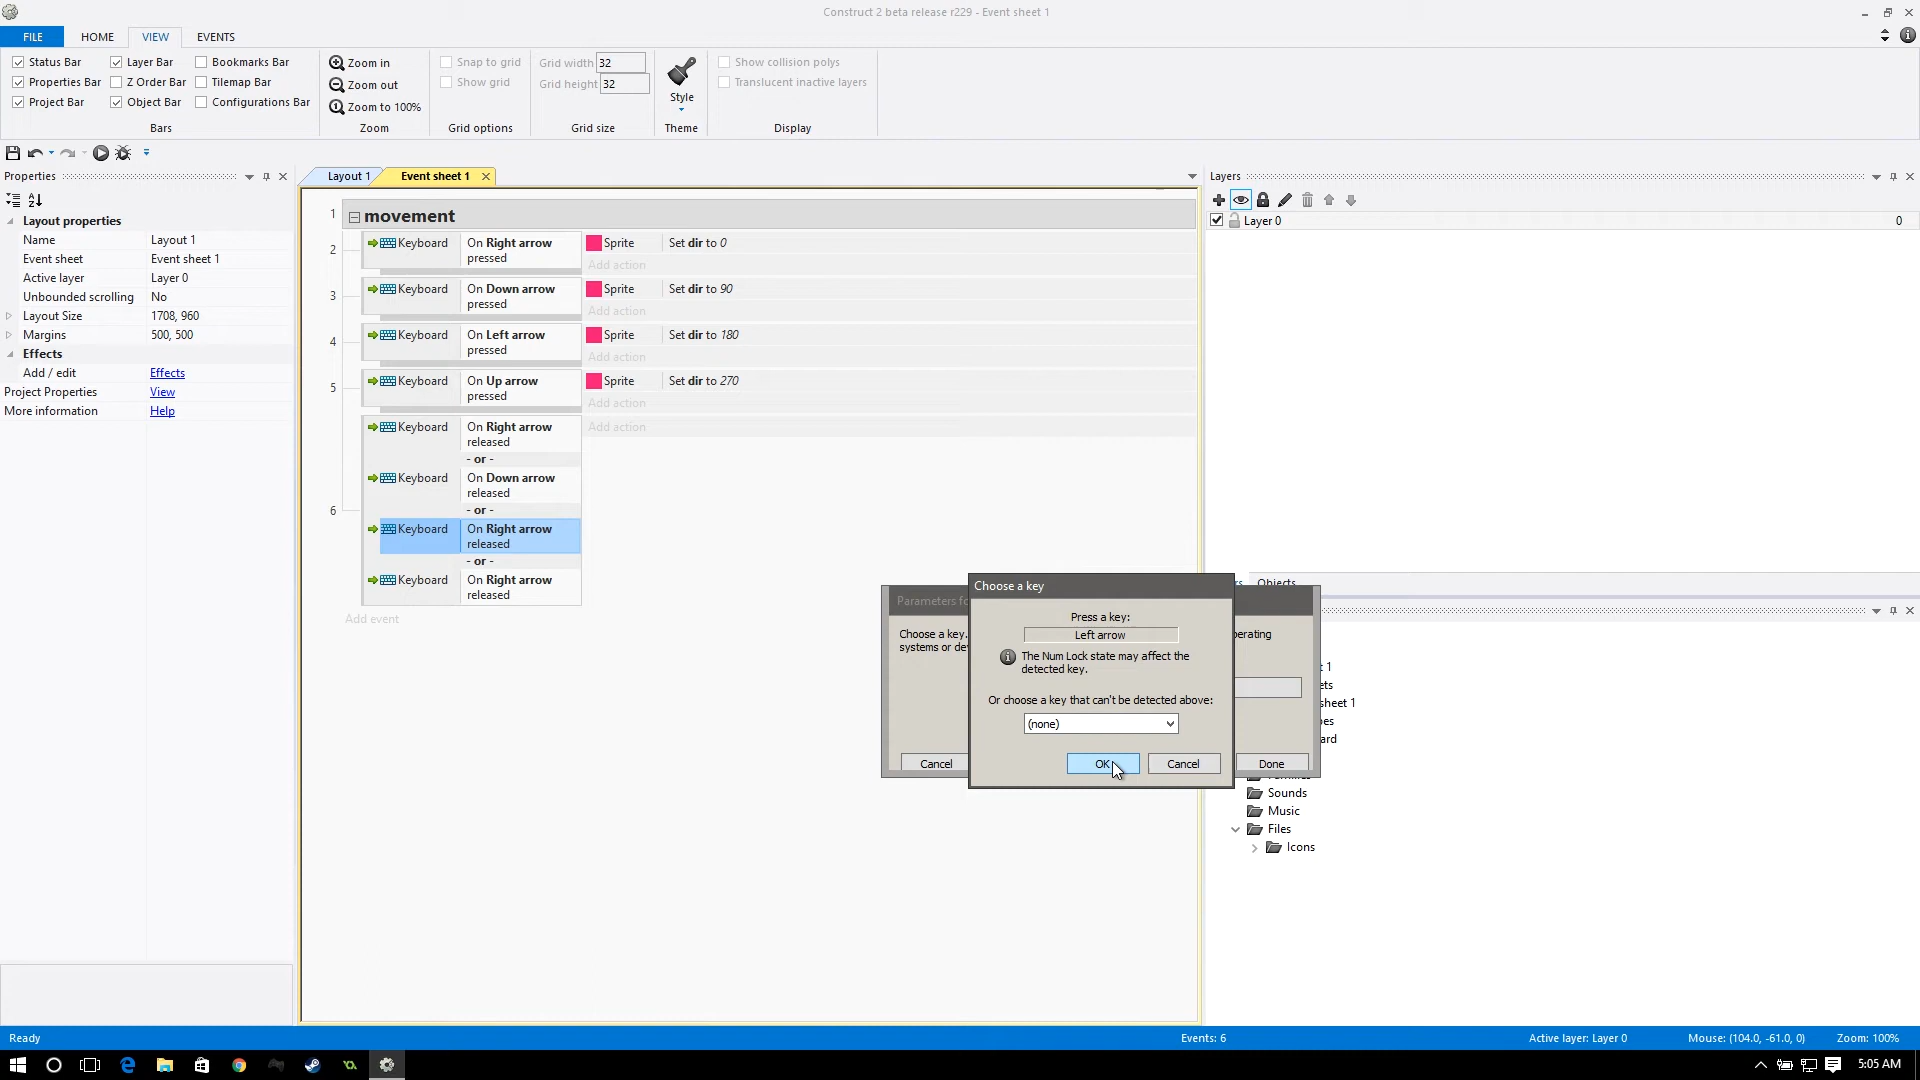 Construct 2 beta release r229 - Event sheet 1
FILE
HOME
VIEW
EVENTS
Status Bar
Layer Bar
Bookmarks Bar
Properties Bar
Z Order Bar
Tilemap Bar
Project Bar
Object Bar
Configurations Bar
Bars
Zoom in
Zoom out
Zoom to 100%
Zoom
Snap to grid
Show grid
Grid options
Grid width 32
Grid height 32
Grid size
Style
Theme
Show collision polys
Translucent inactive layers
Display
Properties
Layout properties
Name Layout 1
Event sheet Event sheet 1
Active layer Layer 0
Unbounded scrolling No
Layout Size 1708, 960
Margins 500, 500
Effects
Add / edit Effects
Project Properties View
More information Help
Layout 1
Event sheet 1
1 movement
2 Keyboard On Right arrow pressed Sprite Set dir to 0
Add action
3 Keyboard On Down arrow pressed Sprite Set dir to 90
Add action
4 Keyboard On Left arrow pressed Sprite Set dir to 180
Add action
5 Keyboard On Up arrow pressed Sprite Set dir to 270
Add action
6 Keyboard On Right arrow released Add action
- or -
Keyboard On Down arrow released
- or -
Keyboard On Right arrow released
- or -
Keyboard On Right arrow released
Add event
Layers
Layer 0 0
Objects
Parameters fo
Choose a key.
systems or de
perating
Cancel
Done
Choose a key
Press a key:
Left arrow
The Num Lock state may affect the
detected key.
Or choose a key that can't be detected above:
(none)
OK
Cancel
t 1
ets
sheet 1
pes
ard
Sounds
Music
Files
Icons
Ready
Events: 6
Active layer: Layer 0
Mouse: (104.0, -61.0, 0)
Zoom: 100%
5:05 AM